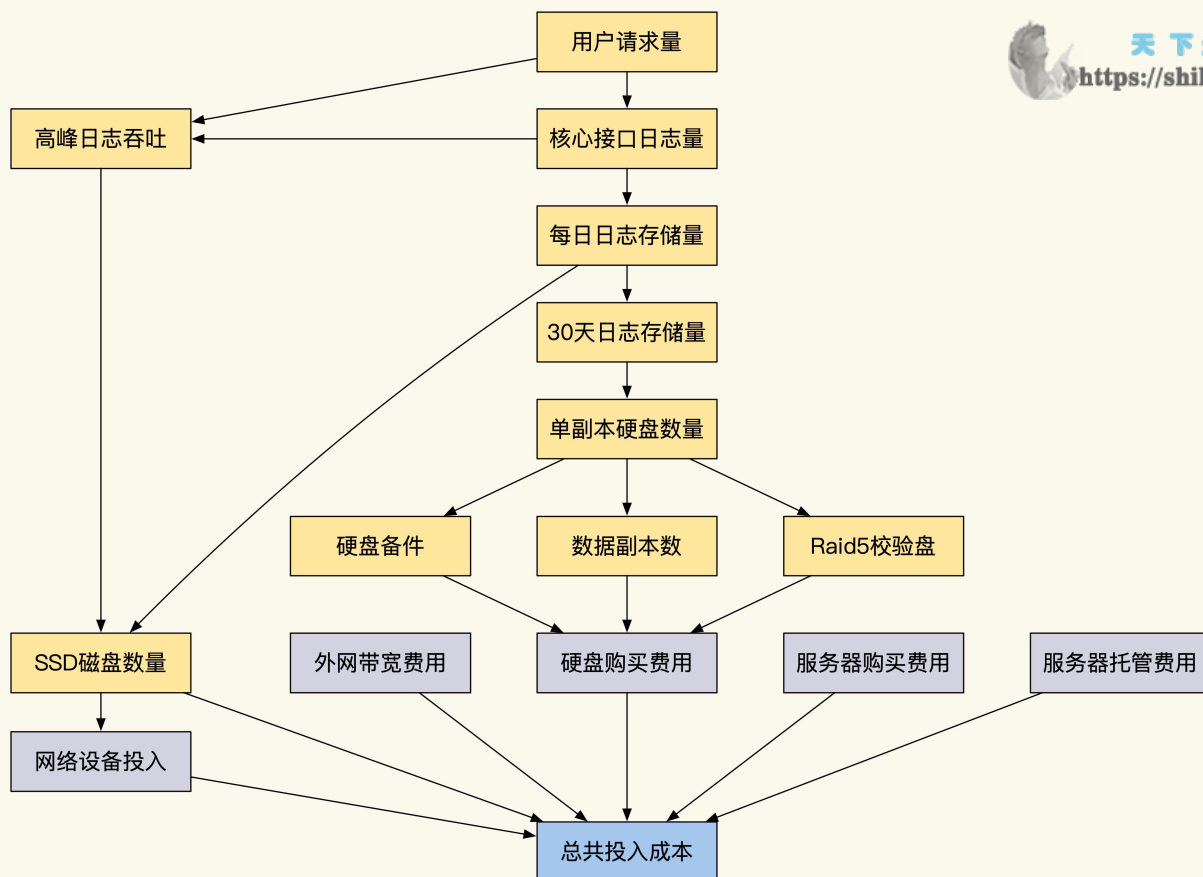 用户请求量
天 下
https://shil
高峰日志吞吐
核心接口日志量
每日日志存储量
30天日志存储量
单副本硬盘数量
硬盘备件
数据副本数
Raid5校验盘
SSD磁盘数量
外网带宽费用
硬盘购买费用
服务器购买费用
服务器托管费用
网络设备投入
总共投入成本